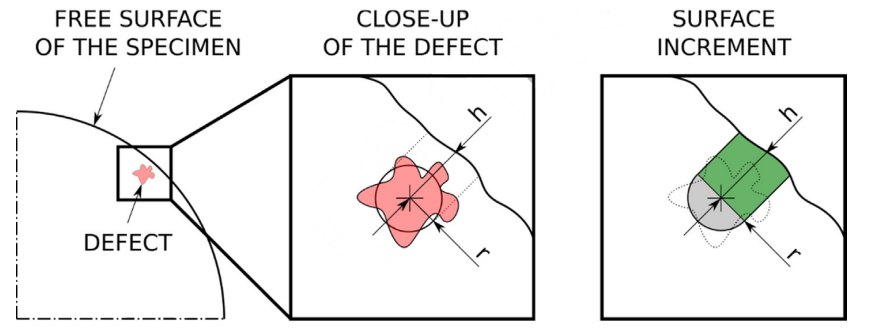 FREE SURFACE
OF THE SPECIMEN
CLOSE-UP
OF THE DEFECT
SURFACE
INCREMENT
h
h
DEFECT
r
r